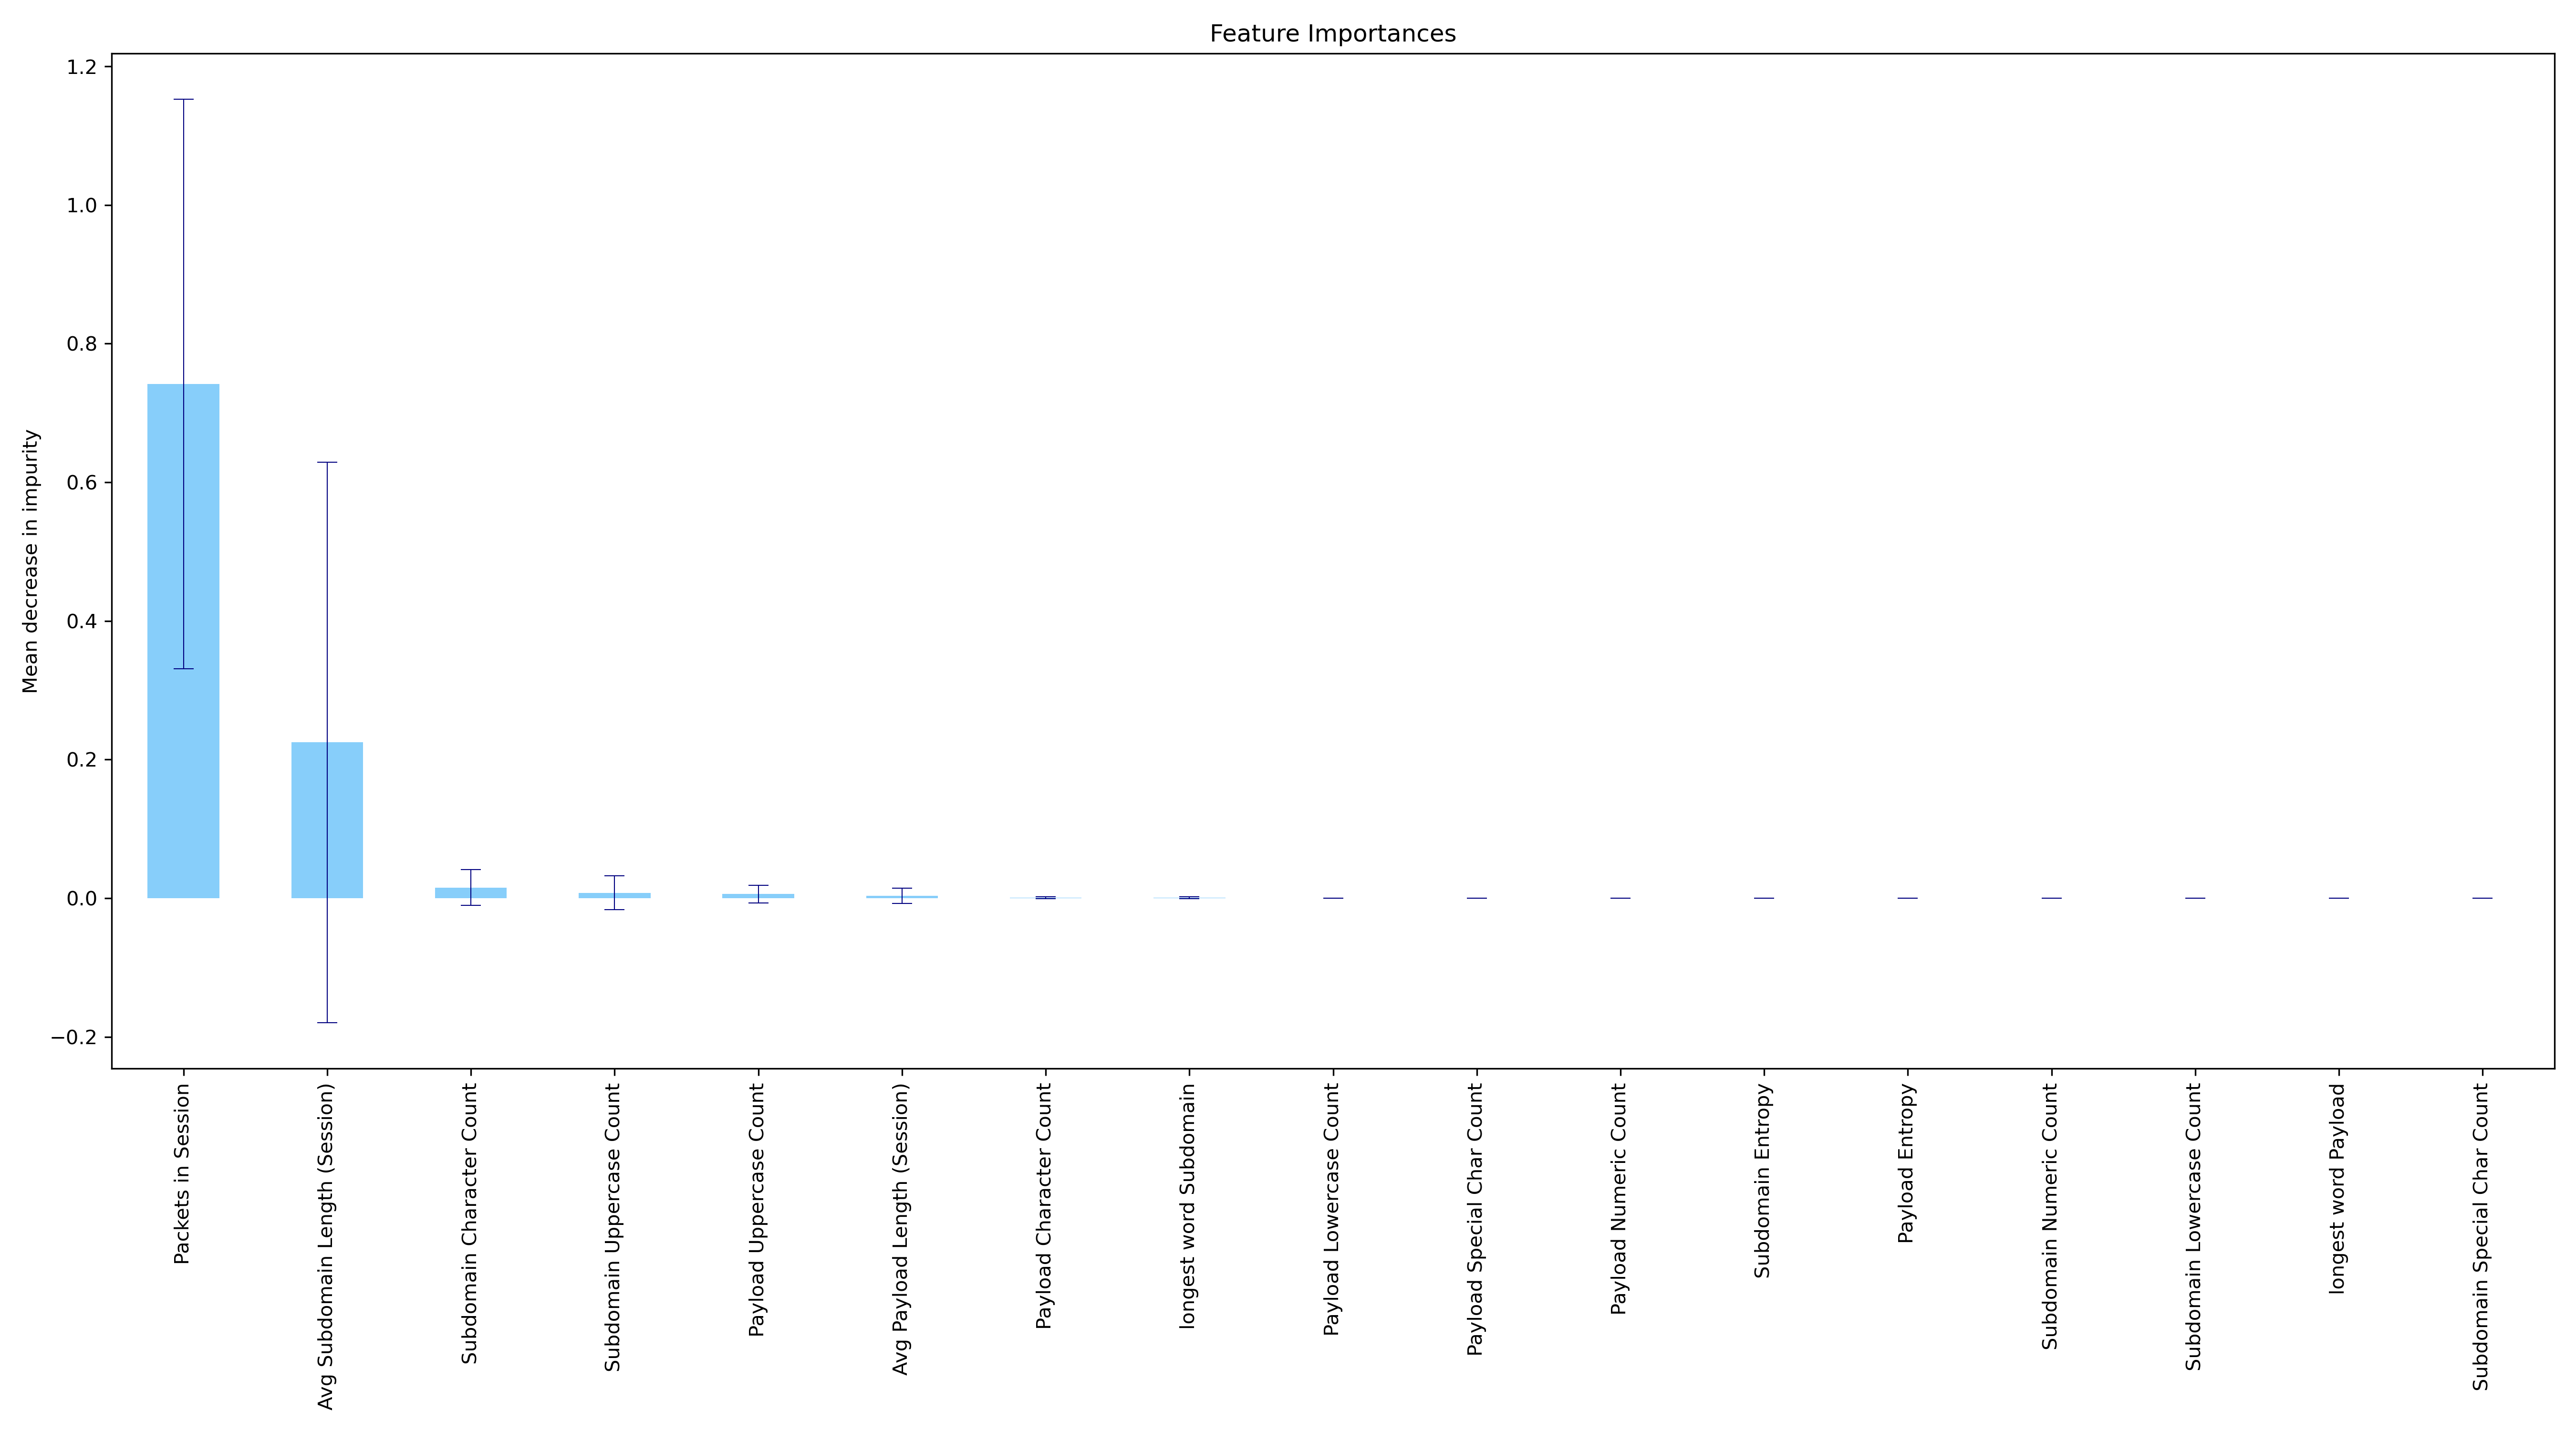 Feature Importances
Mean decrease in impurity
1.2
1.0
0.8
0.6
0.4
0.2
0.0
−0.2
Packets in Session
Avg Subdomain Length (Session)
Subdomain Character Count
Subdomain Uppercase Count
Payload Uppercase Count
Avg Payload Length (Session)
Payload Character Count
longest word Subdomain
Payload Lowercase Count
Payload Special Char Count
Payload Numeric Count
Subdomain Entropy
Payload Entropy
Subdomain Numeric Count
Subdomain Lowercase Count
longest word Payload
Subdomain Special Char Count